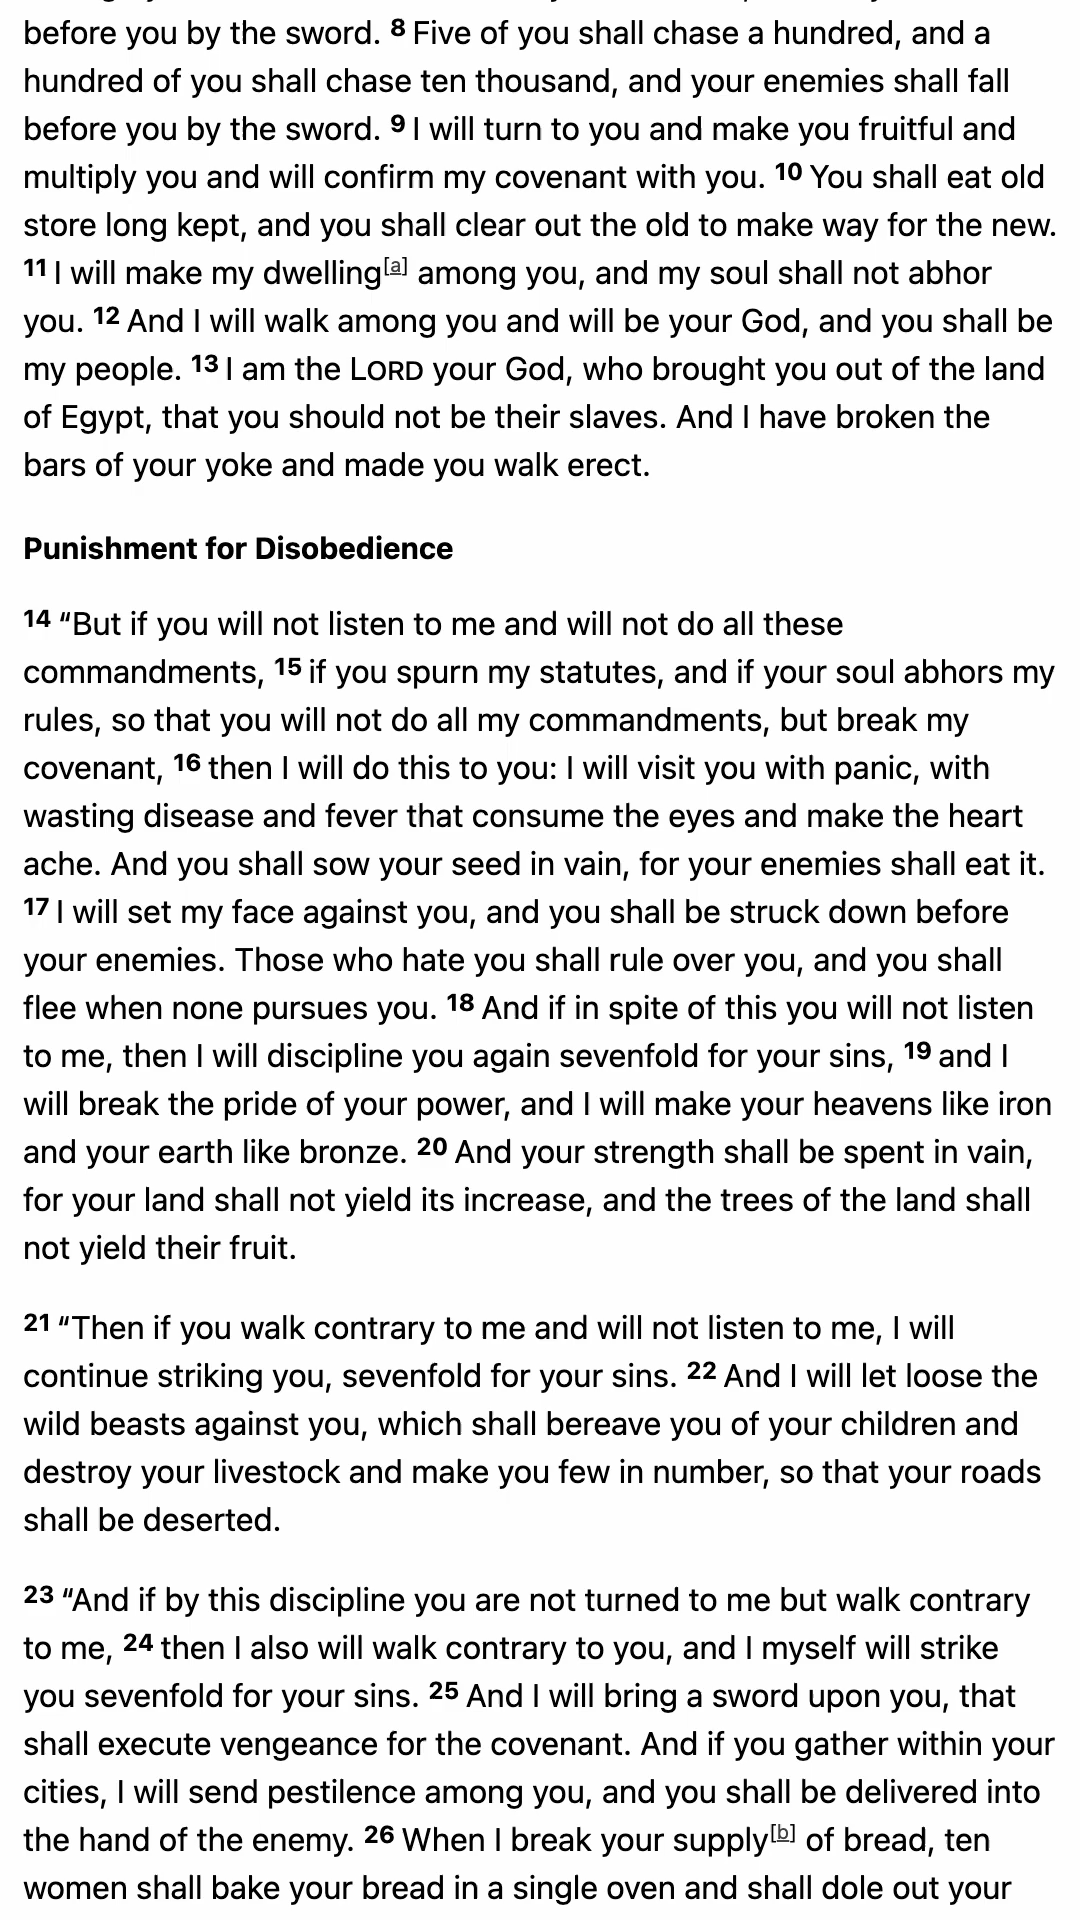 before you by the sword. 8 Five of you shall chase a hundred, and a
hundred of you shall chase ten thousand, and your enemies shall fall
before you by the sword. 9 I will turn to you and make you fruitful and
multiply you and will confirm my covenant with you. 10 You shall eat old
store long kept, and you shall clear out the old to make way for the new.
11 I will make my dwelling[a] among you, and my soul shall not abhor
you. 12 And I will walk among you and will be your God, and you shall be
my people. 13 I am the LORD your God, who brought you out of the land
of Egypt, that you should not be their slaves. And I have broken the
bars of your yoke and made you walk erect.
Punishment for Disobedience
14 “But if you will not listen to me and will not do all these
commandments, 15 if you spurn my statutes, and if your soul abhors my
rules, so that you will not do all my commandments, but break my
covenant, 16 then I will do this to you: I will visit you with panic, with
wasting disease and fever that consume the eyes and make the heart
ache. And you shall sow your seed in vain, for your enemies shall eat it.
17 I will set my face against you, and you shall be struck down before
your enemies. Those who hate you shall rule over you, and you shall
flee when none pursues you. 18 And if in spite of this you will not listen
to me, then I will discipline you again sevenfold for your sins, 19 and I
will break the pride of your power, and I will make your heavens like iron
and your earth like bronze. 20 And your strength shall be spent in vain,
for your land shall not yield its increase, and the trees of the land shall
not yield their fruit.
21 “Then if you walk contrary to me and will not listen to me, I will
continue striking you, sevenfold for your sins. 22 And I will let loose the
wild beasts against you, which shall bereave you of your children and
destroy your livestock and make you few in number, so that your roads
shall be deserted.
23 “And if by this discipline you are not turned to me but walk contrary
to me, 24 then I also will walk contrary to you, and I myself will strike
you sevenfold for your sins. 25 And I will bring a sword upon you, that
shall execute vengeance for the covenant. And if you gather within your
cities, I will send pestilence among you, and you shall be delivered into
the hand of the enemy. 26 When I break your supply[b] of bread, ten
women shall bake your bread in a single oven and shall dole out your